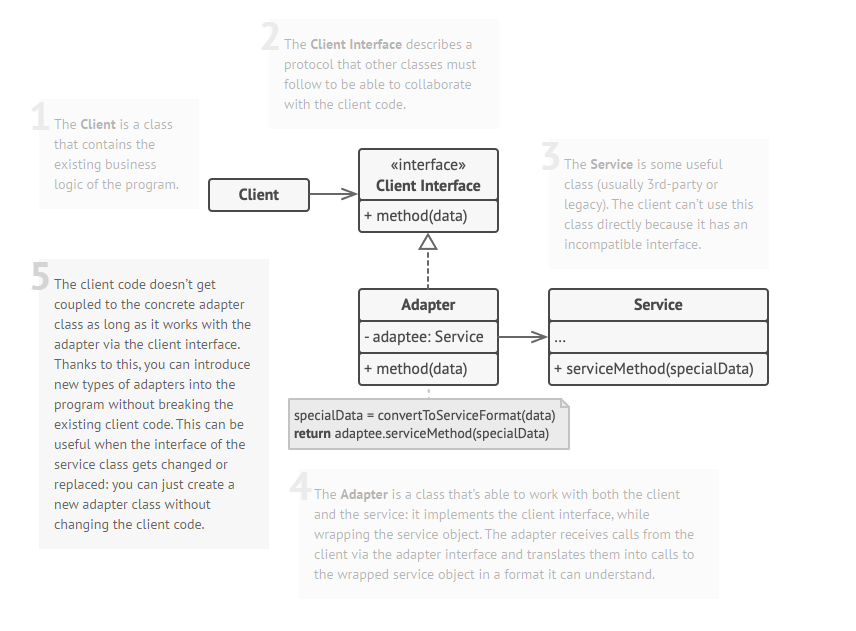 1
The Client is a class
that contains the
existing business
logic of the program.
2
The Client Interface describes a
protocol that other classes must
follow to be able to collaborate
with the client code.
3
The Service is some useful
class (usually 3rd-party or
legacy). The client can’t use this
class directly because it has an
incompatible interface.
Client
«interface»
Client Interface
+ method(data)
5
The client code doesn’t get
coupled to the concrete adapter
class as long as it works with the
adapter via the client interface.
Thanks to this, you can introduce
new types of adapters into the
program without breaking the
existing client code. This can be
useful when the interface of the
service class gets changed or
replaced: you can just create a
new adapter class without
changing the client code.
Adapter
- adaptee: Service
+ method(data)
Service
...
+ serviceMethod(specialData)
specialData = convertToServiceFormat(data)
return adaptee.serviceMethod(specialData)
4
The Adapter is a class that’s able to work with both the client
and the service: it implements the client interface, while
wrapping the service object. The adapter receives calls from the
client via the adapter interface and translates them into calls to
the wrapped service object in a format it can understand.